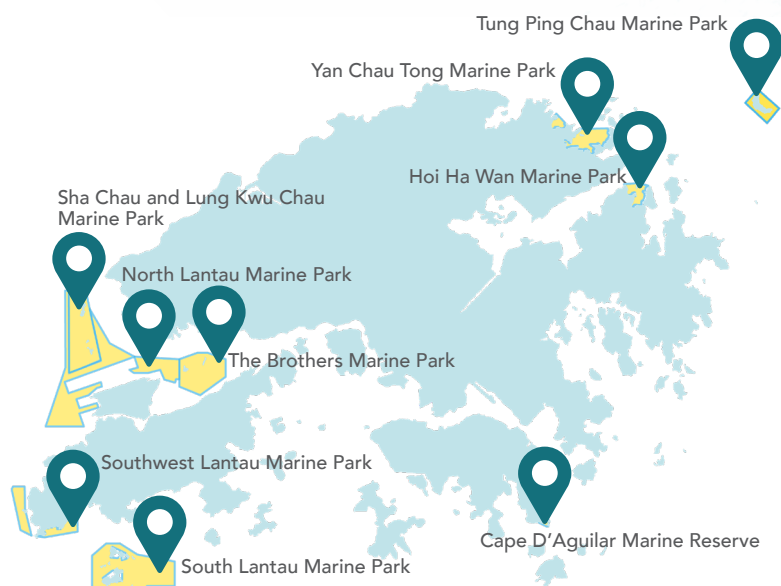 Tung Ping Chau Marine Park
Yan Chau Tong Marine Park
Hoi Ha Wan Marine Park
Sha Chau and Lung Kwu Chau
Marine Park
North Lantau Marine Park
The Brothers Marine Park
Southwest Lantau Marine Park
Cape D’Aguilar Marine Reserve
South Lantau Marine Park